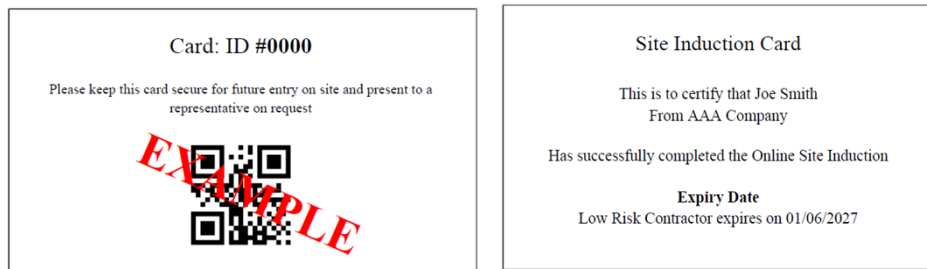 Card: ID #0000
Please keep this card secure for future entry on site and present to a
representative on request
EXAMPLE
Site Induction Card
This is to certify that Joe Smith
From AAA Company
Has successfully completed the Online Site Induction
Expiry Date
Low Risk Contractor expires on 01/06/2027